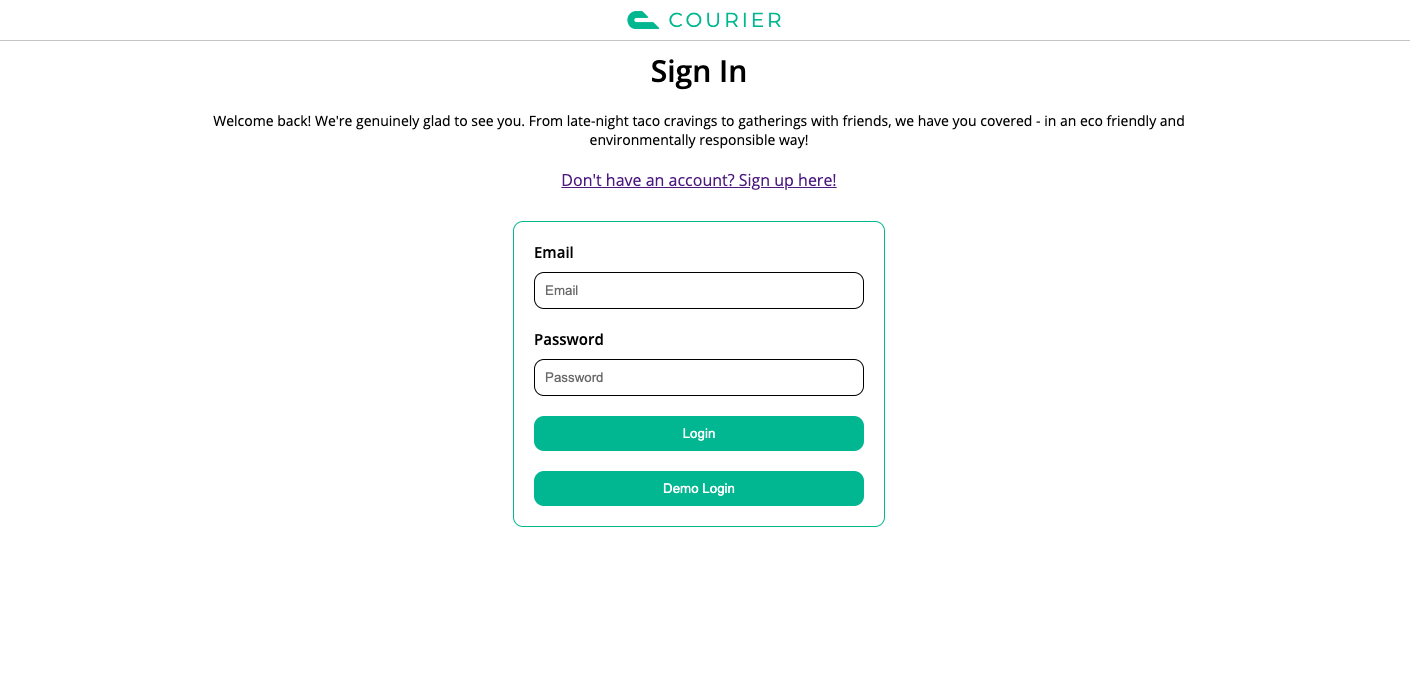 COURIER
Sign In
Welcome back! We're genuinely glad to see you. From late-night taco cravings to gatherings with friends, we have you covered - in an eco friendly and
environmentally responsible way!
Don't have an account? Sign up here!
Email
Email
Password
Password
Login
Demo Login